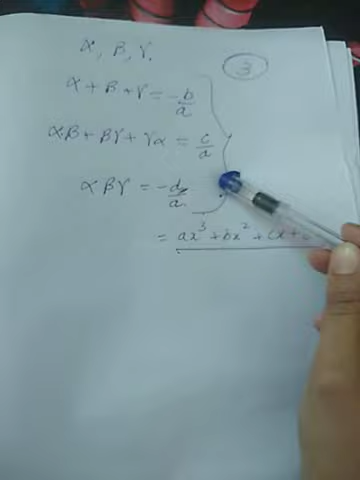 α, β, γ.
3
α + β + γ = -b/a
αβ + βγ + γα = c/a
αβγ = -d/a
= ax³ + bx² + cx +